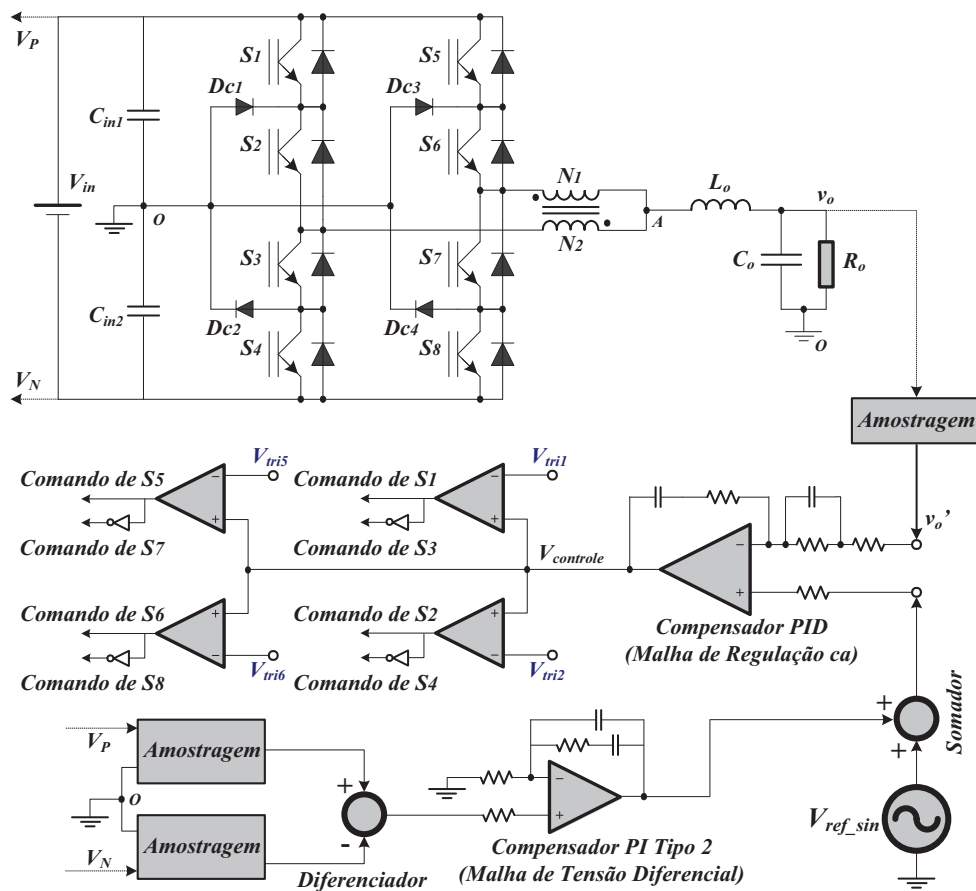 V_P
S1
S5
Dc1
Dc3
C_in1
S2
S6
V_in
N1
L_o
v_o
O
A
N2
C_o
R_o
S3
S7
C_in2
Dc2
Dc4
O
S4
S8
V_N
Amostragem
Comando de S5
V_tri5
Comando de S1
V_tri1
-
-
+
+
Comando de S7
Comando de S3
V_controle
v_o'
-
+
Comando de S6
Comando de S2
Compensador PID
(Malha de Regulação ca)
+
+
-
-
Comando de S8
V_tri6
Comando de S4
V_tri2
Somador
+
+
V_P
Amostragem
O
+
-
Diferenciador
-
+
V_ref_sin
V_N
Amostragem
Compensador PI Tipo 2
(Malha de Tensão Diferencial)